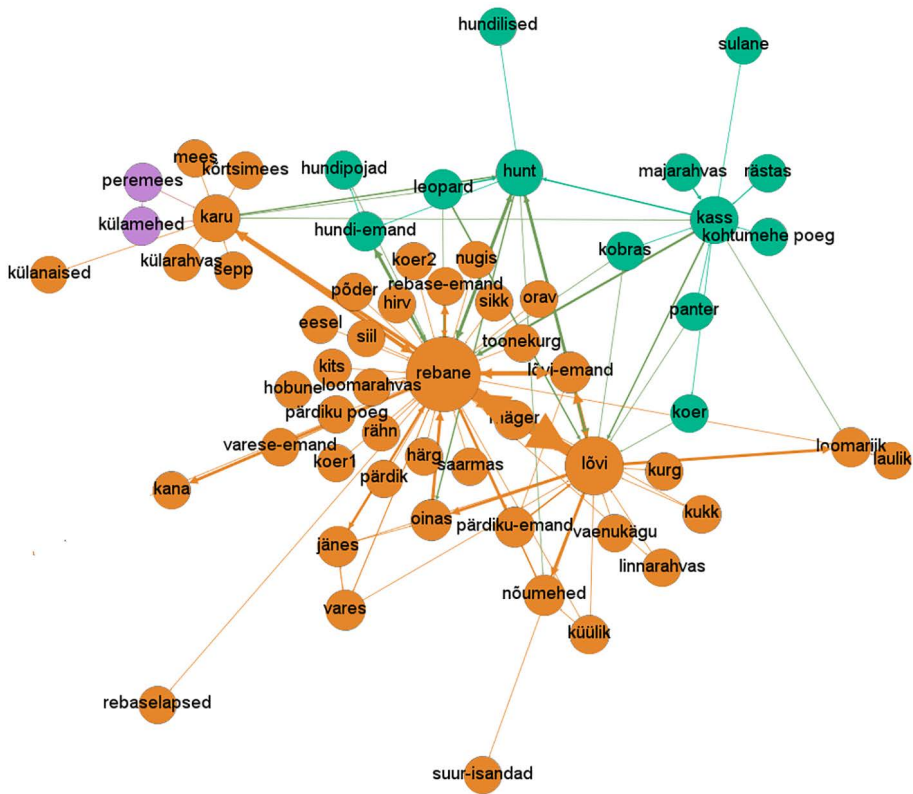 hundilised
sulane
mees
kõrtsimees
peremees
hundipojad
leopard
hunt
majarahvas
rästas
karu
külamehed
hundi-emand
kass
kohtumehe poeg
kobras
külanaised
külarahvas
sepp
koer2
nugis
rebase-emand
põder
hirv
sikk
orav
panter
eesel
siil
toonekurg
kits
rebane
lõvi-emand
hobune
loomarahvas
pärdiku poeg
mäger
koer
rähn
varese-emand
koer1
härg
saarmas
lõvi
kurg
loomariik
laulik
kana
pärdik
oinas
pärdiku-emand
vaenukägu
kukk
jänes
linnarahvas
nõumehed
vares
küülik
rebaselapsed
suur-isandad